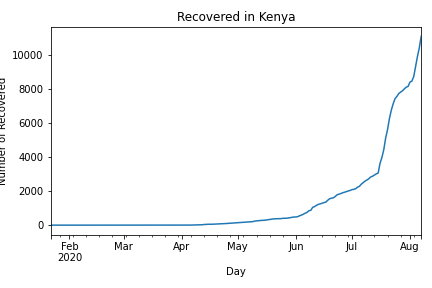 Recovered in Kenya
Number of Recovered
10000
8000
6000
4000
2000
0
Feb
2020
Mar
Apr
May
Jun
Jul
Aug
Day